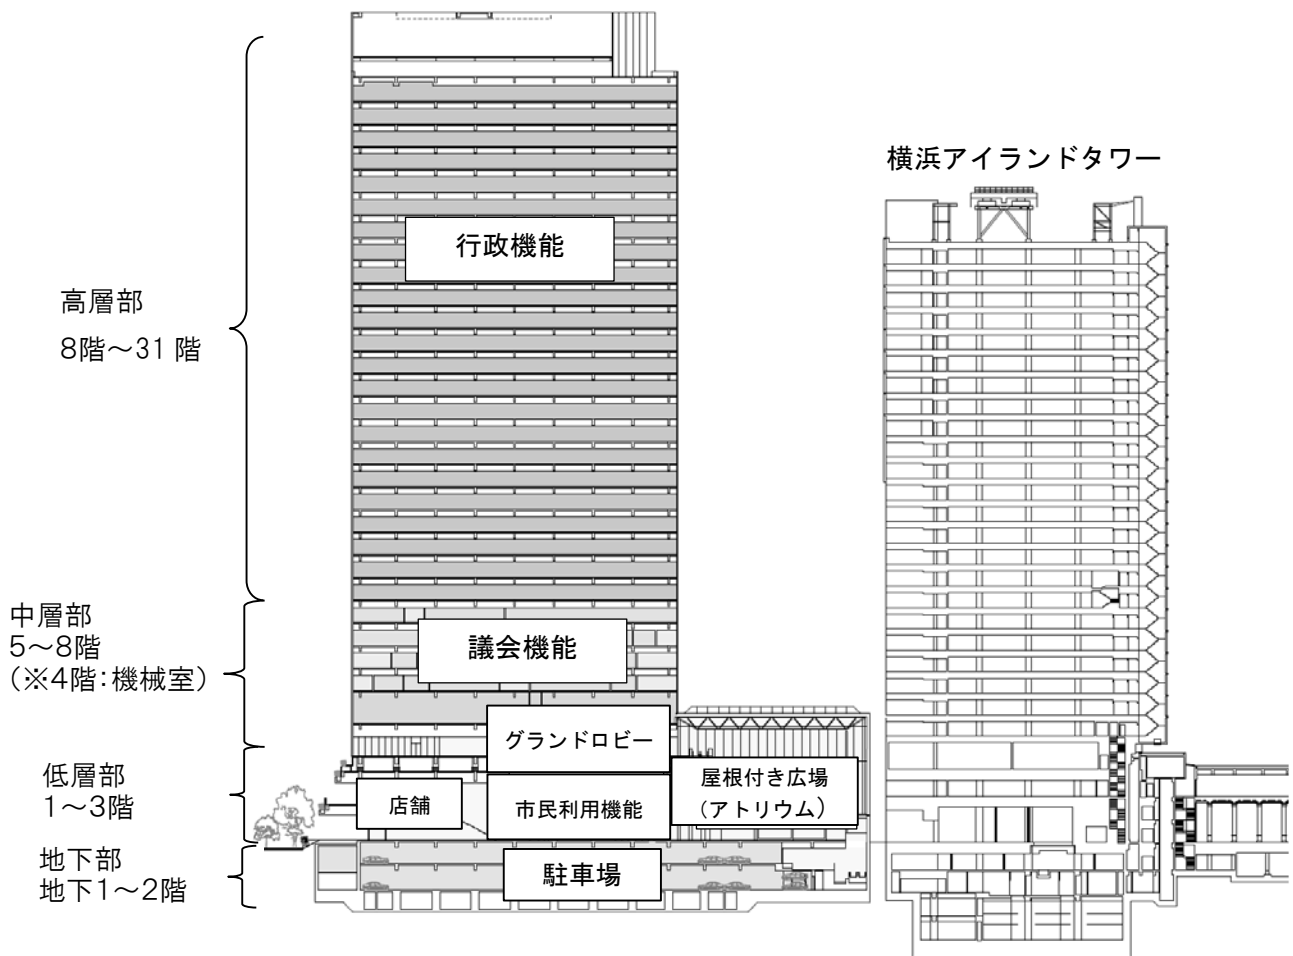 横浜アイランドタワー
行政機能
高層部
8階～31階
中層部
5～8階
(※4階:機械室)
議会機能
グランドロビー
低層部
1～3階
店舗
市民利用機能
屋根付き広場
(アトリウム)
地下部
地下1～2階
駐車場